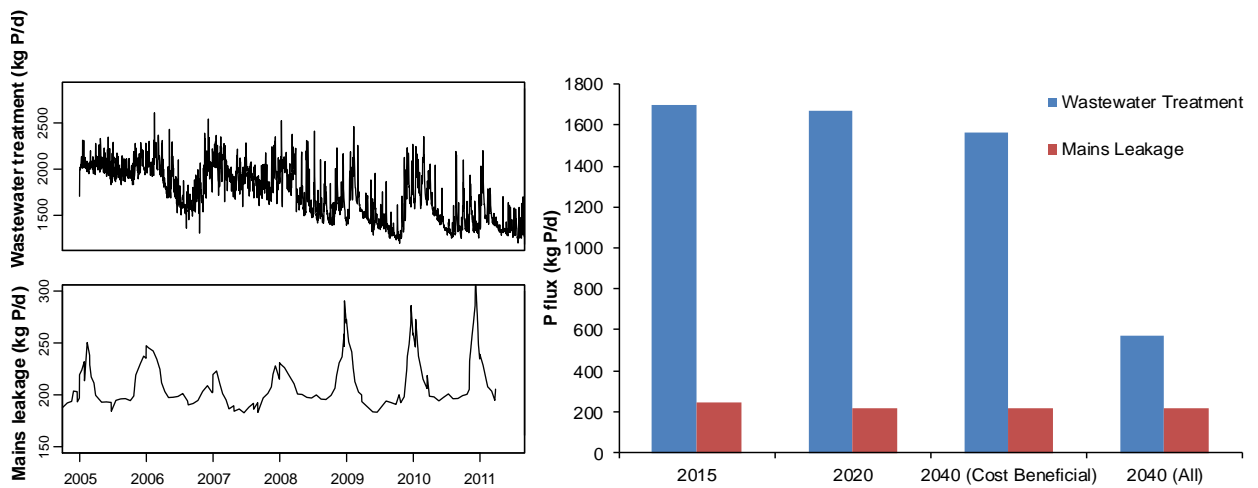 Wastewater treatment (kg P/d)
2500
2000
1500
Mains leakage (kg P/d)
300
250
200
150
2005 2006 2007 2008 2009 2010 2011
P flux (kg P/d)
1800
1600
1400
1200
1000
800
600
400
200
0
2015 2020 2040 (Cost Beneficial) 2040 (All)
Wastewater Treatment
Mains Leakage